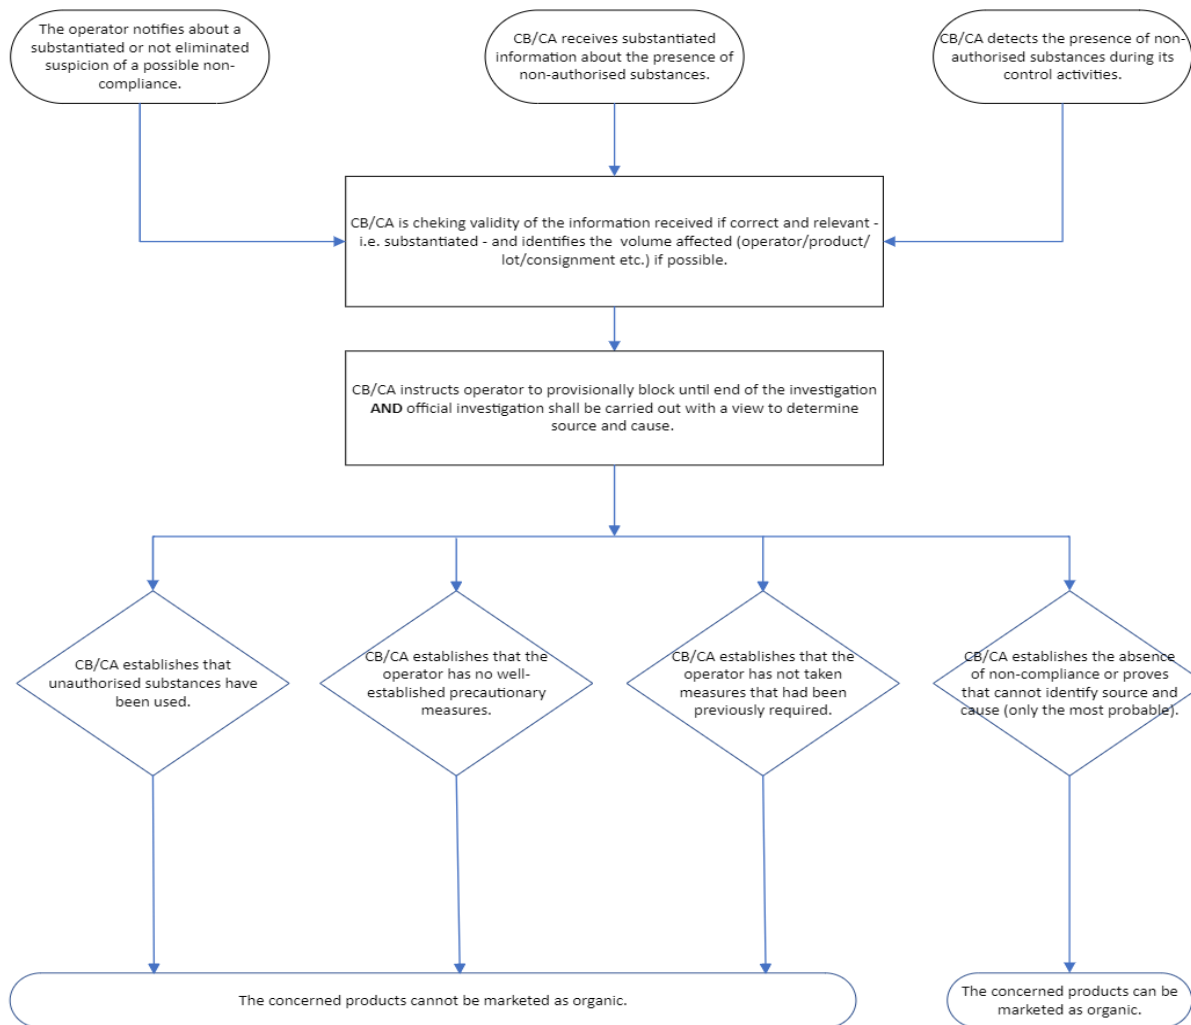 The operator notifies about a
substantiated or not eliminated
suspicion of a possible non-
compliance.
CB/CA receives substantiated
information about the presence of
non-authorised substances.
CB/CA detects the presence of non-
authorised substances during its
control activities.
CB/CA is cheking validity of the information received if correct and relevant -
i.e. substantiated - and identifies the volume affected (operator/product/
lot/consignment etc.) if possible.
CB/CA instructs operator to provisionally block until end of the investigation
AND official investigation shall be carried out with a view to determine
source and cause.
CB/CA establishes that
unauthorised substances have
been used.
CB/CA establishes that the
operator has no well-
established precautionary
measures.
CB/CA establishes that the
operator has not taken
measures that had been
previously required.
CB/CA establishes the absence
of non-compliance or proves
that cannot identify source and
cause (only the most probable).
The concerned products cannot be marketed as organic.
The concerned products can be
marketed as organic.